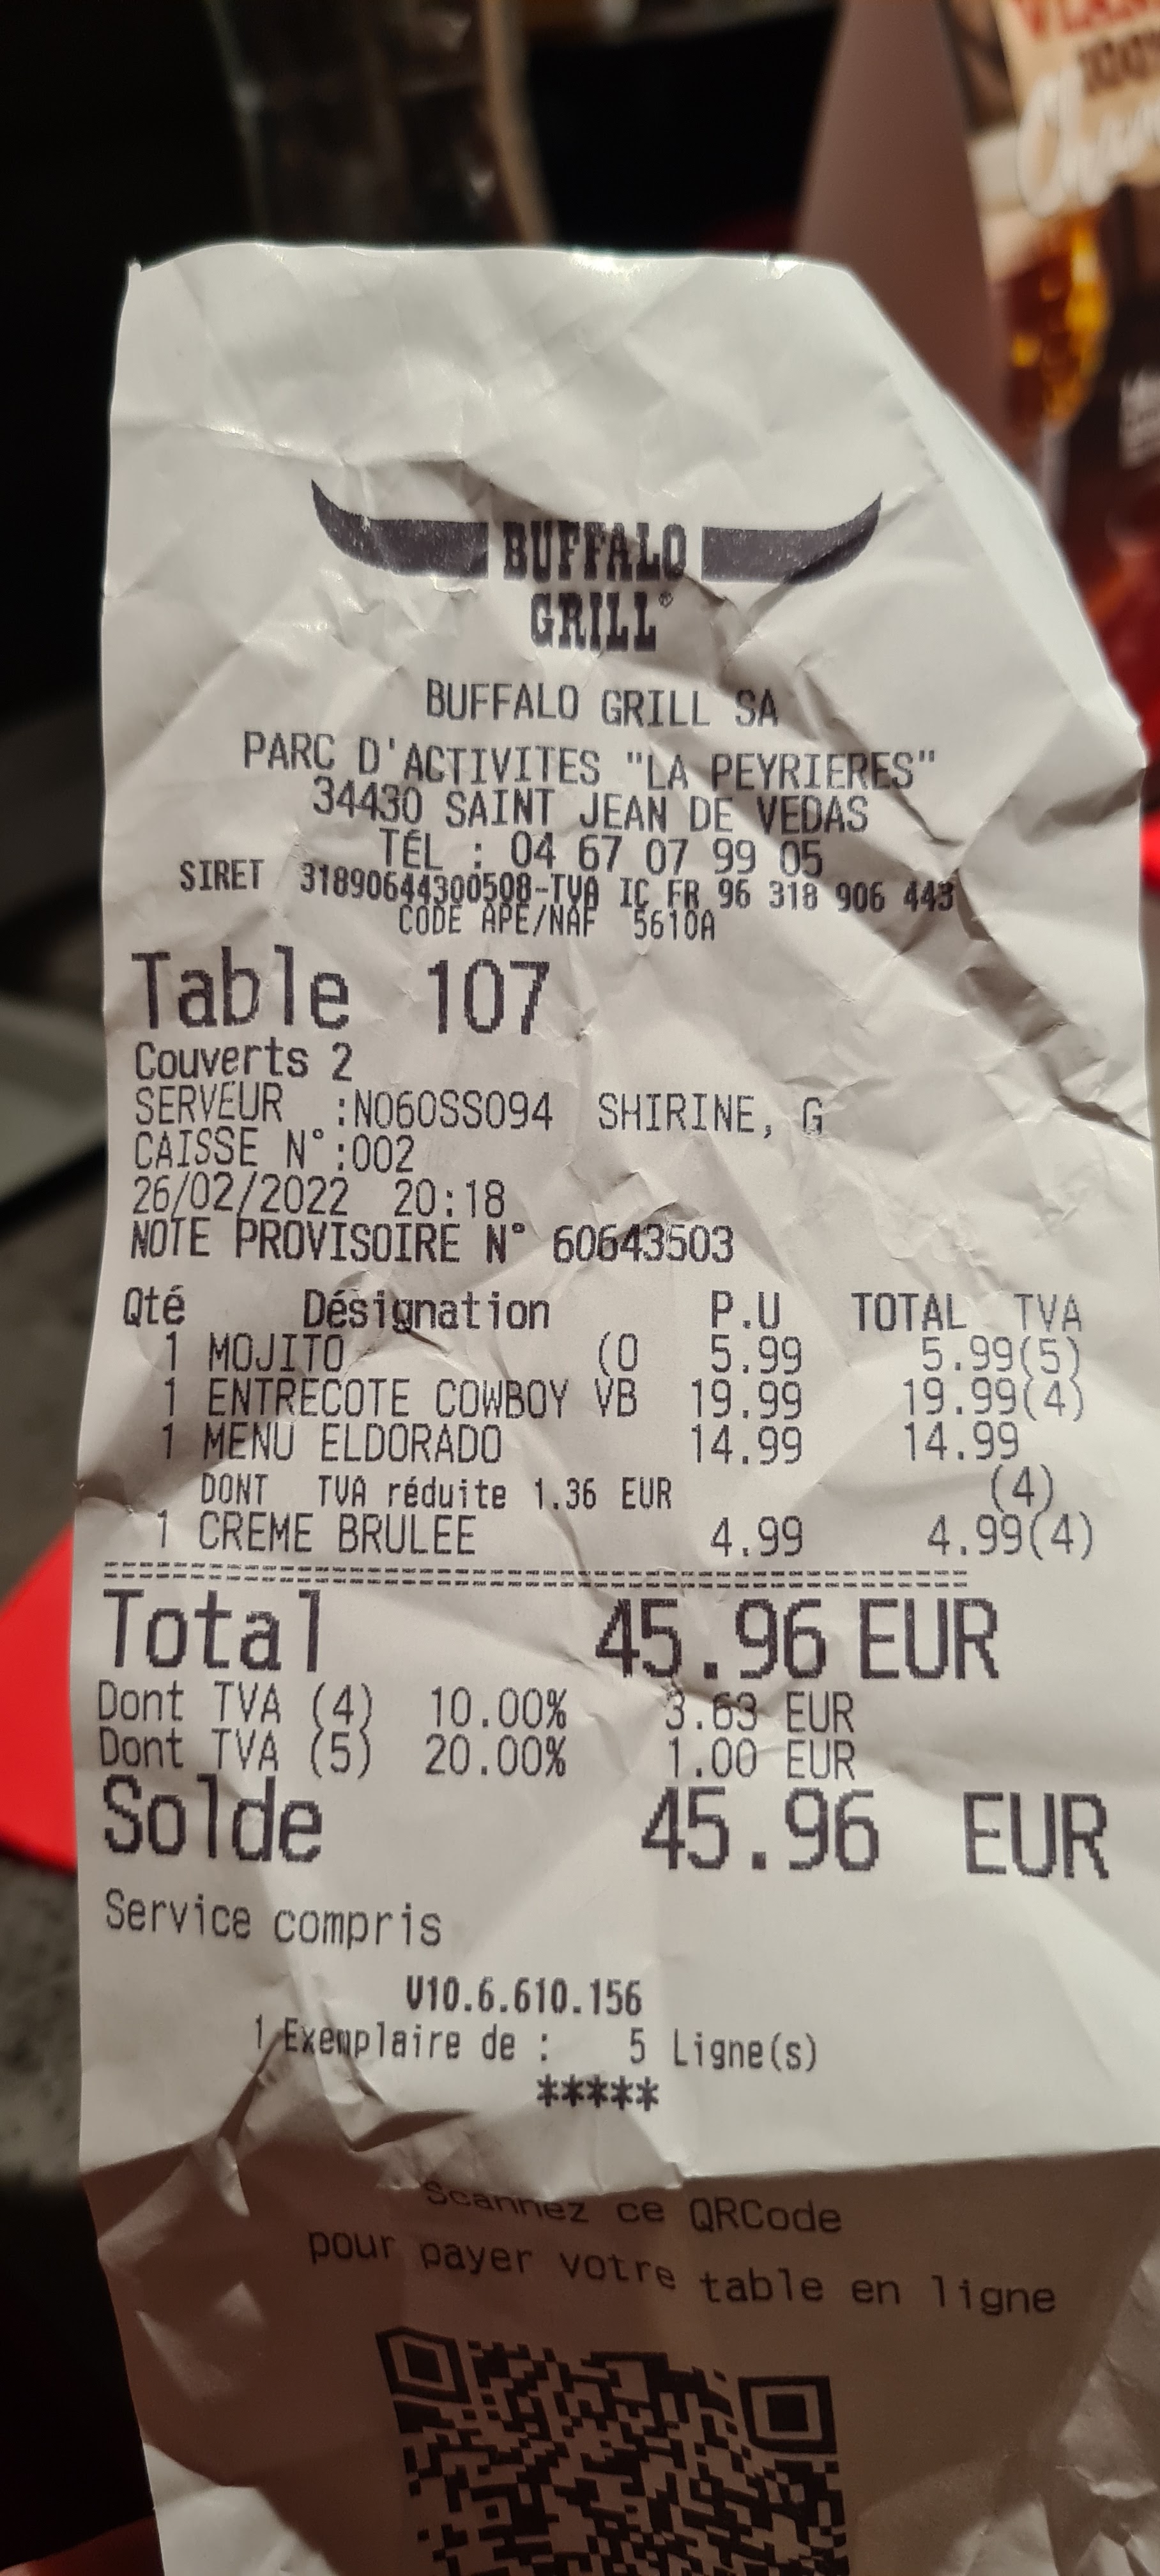 BUFFALO
GRILL®
BUFFALO GRILL SA
PARC D'ACTIVITES "LA PEYRIERES"
34430 SAINT JEAN DE VEDAS
TÉL : 04 67 07 99 05
SIRET 31890644300508-TVA IC FR 96 318 906 443
CODE APE/NAF 5610A
Table 107
Couverts 2
SERVEUR :N060SS094 SHIRINE, G
CAISSE N°:002
26/02/2022 20:18
NOTE PROVISOIRE N° 60643503
Qté Désignation P.U TOTAL TVA
1 MOJITO (O 5.99 5.99(5)
1 ENTRECOTE COWBOY VB 19.99 19.99(4)
1 MENU ELDORADO 14.99 14.99
DONT TVA réduite 1.36 EUR (4)
1 CREME BRULEE 4.99 4.99(4)
Total 45.96 EUR
Dont TVA (4) 10.00% 3.63 EUR
Dont TVA (5) 20.00% 1.00 EUR
Solde 45.96 EUR
Service compris
V10.6.610.156
1 Exemplaire de : 5 Ligne(s)
*****
Scannez ce QRCode
pour payer votre table en ligne